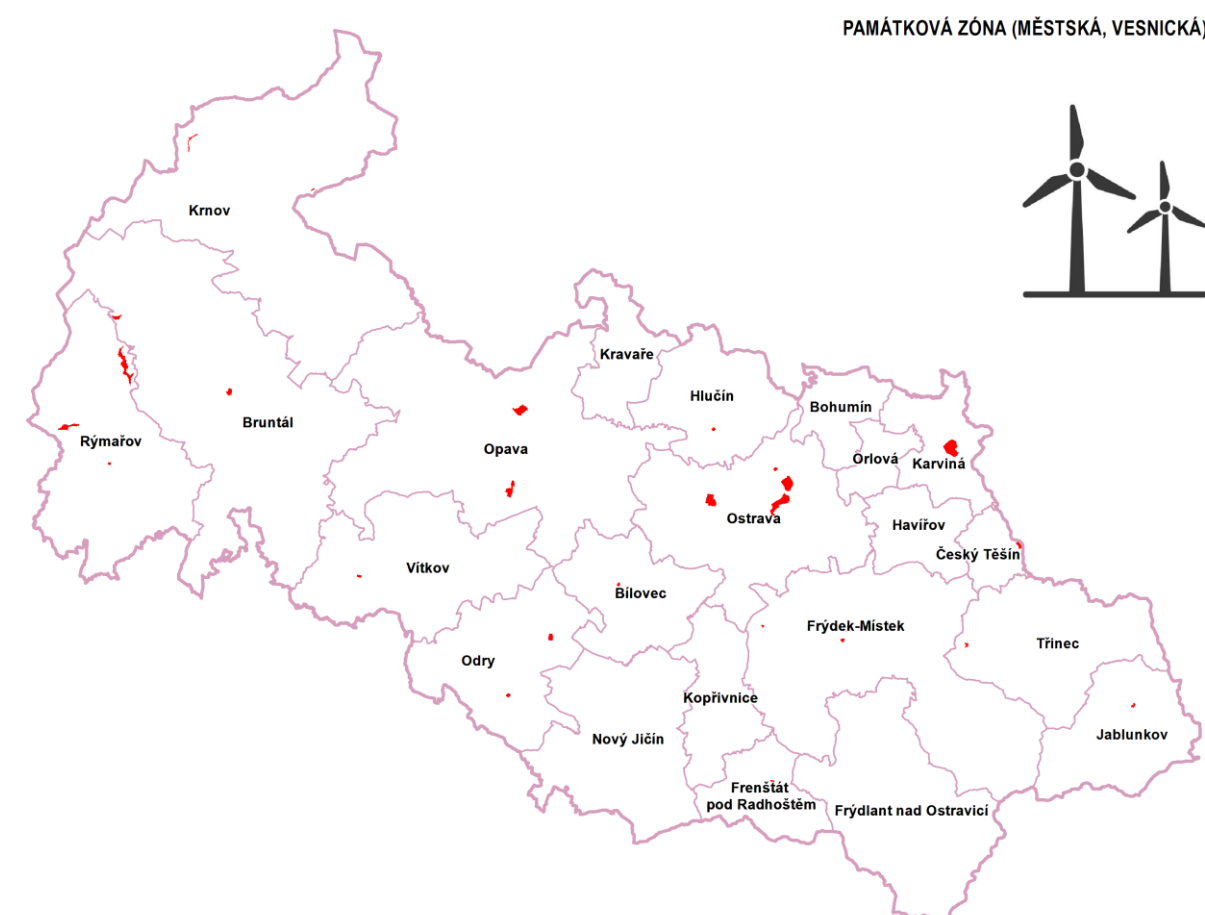 PAMÁTKOVÁ ZÓNA (MĚSTSKÁ, VESNICKÁ)
Krnov
Kravaře
Hlučín
Bohumín
Bruntál
Rýmařov
Opava
Orlová
Karviná
Ostrava
Havířov
Český Těšín
Vítkov
Bílovec
Frýdek-Místek
Třinec
Odry
Kopřivnice
Nový Jičín
Jablunkov
Frenštát
pod Radhoštěm
Frýdlant nad Ostravicí